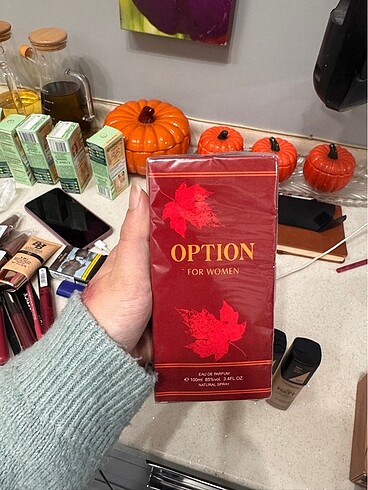 OPTION
FOR WOMEN
EAU DE PARFUM
℮ 100ml 85%vol. 3.4FL.OZ.
NATURAL SPRAY